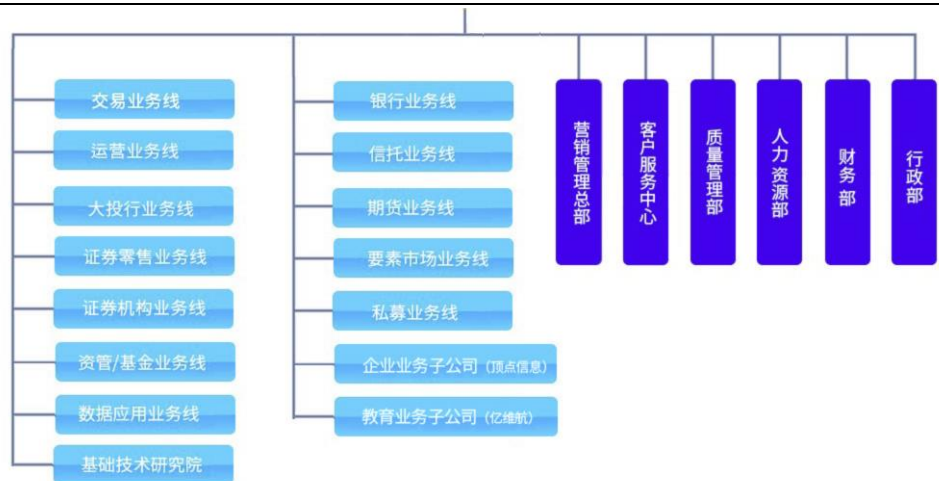 交易业务线
运营业务线
大投行业务线
证券零售业务线
证券机构业务线
资管/基金业务线
数据应用业务线
基础技术研究院
银行业务线
信托业务线
期货业务线
要素市场业务线
私募业务线
企业业务子公司（顶点信息）
教育业务子公司（亿维航）
营销管理总部
客户服务中心
质量管理部
人力资源部
财务部
行政部